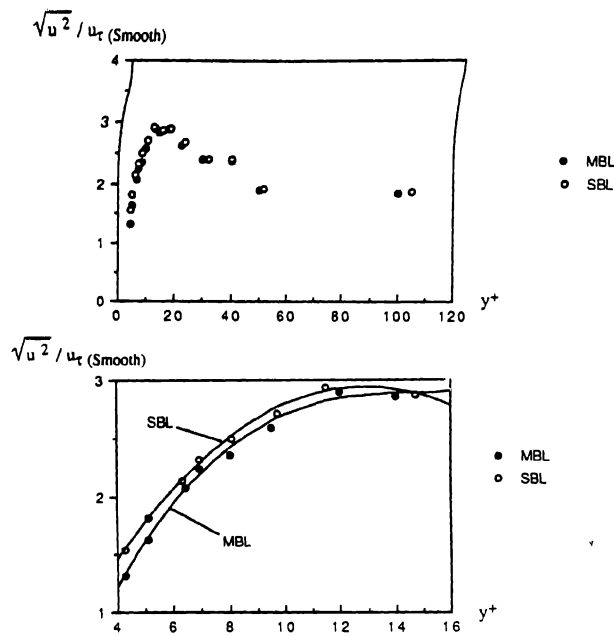 √u² / uτ (Smooth)
4
3
2
1
0
0 20 40 60 80 100 120 y+
MBL
SBL
√u² / uτ (Smooth)
3
2
1
SBL
MBL
4 6 8 10 12 14 16 y+
MBL
SBL